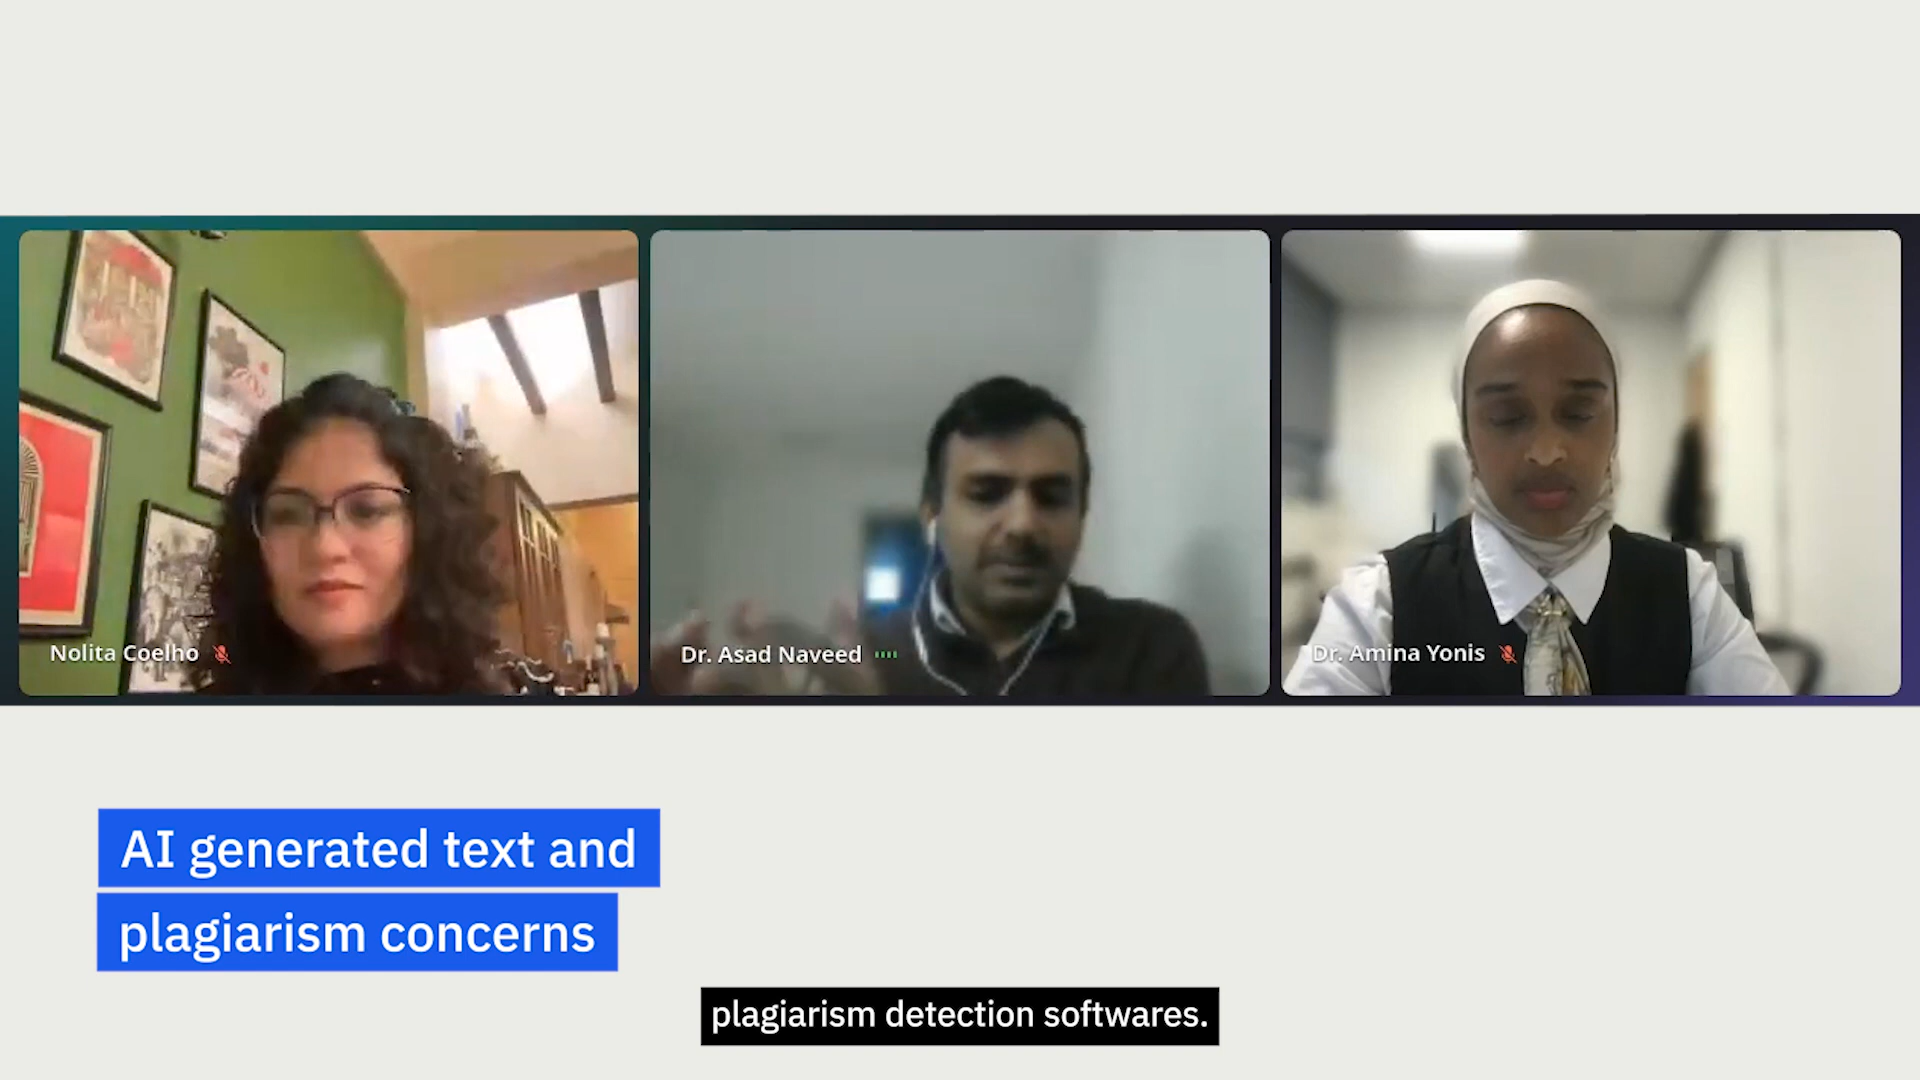 Nolita Coelho
Dr. Asad Naveed
Dr. Amina Yonis
AI generated text and
plagiarism concerns
plagiarism detection softwares.